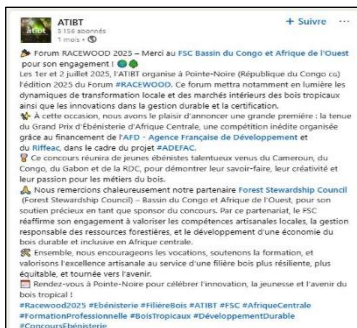 atibt
ATIBT
+ Suivre ...
5 156 abonnés
1 mois •
🎉 Forum RACEWOOD 2025 – Merci au FSC Bassin du Congo et Afrique de l'Ouest
pour son engagement ! 🌍🌲
Les 1er et 2 juillet 2025, l'ATIBT organise à Pointe-Noire (République du Congo CG)
l'édition 2025 du Forum #RACEWOOD. Ce forum mettra notamment en lumière les
dynamiques de transformation locale et des marchés intérieurs des bois tropicaux
ainsi que les innovations dans la gestion durable et la certification.
✨ À cette occasion, nous avons le plaisir d'annoncer une grande première : la tenue
du Grand Prix d'Ébénisterie d'Afrique Centrale, une compétition inédite organisée
grâce au financement de l'AFD - Agence Française de Développement et
du Riffeac, dans le cadre du projet #ADEFAC.
🏆 Ce concours réunira de jeunes ébénistes talentueux venus du Cameroun, du
Congo, du Gabon et de la RDC, pour démontrer leur savoir-faire, leur créativité et
leur passion pour les métiers du bois.
🙏 Nous remercions chaleureusement notre partenaire Forest Stewardship Council
(Forest Stewardship Council) – Bassin du Congo et Afrique de l'Ouest, pour son
soutien précieux en tant que sponsor du concours. Par ce partenariat, le FSC
réaffirme son engagement à valoriser les compétences artisanales locales, la gestion
responsable des ressources forestières, et le développement d'une économie du
bois durable et inclusive en Afrique centrale.
🛠 Ensemble, nous encourageons les vocations, soutenons la formation, et
valorisons l'excellence artisanale au service d'une filière bois plus résiliente, plus
équitable, et tournée vers l'avenir.
📅 Rendez-vous à Pointe-Noire pour célébrer l'innovation, la jeunesse et l'avenir du
bois tropical !
#Racewood2025 #Ebénisterie #FilièreBois #ATIBT #FSC #AfriqueCentrale
#FormationProfessionnelle #BoisTropicaux #DéveloppementDurable
#ConcoursEbénisterie